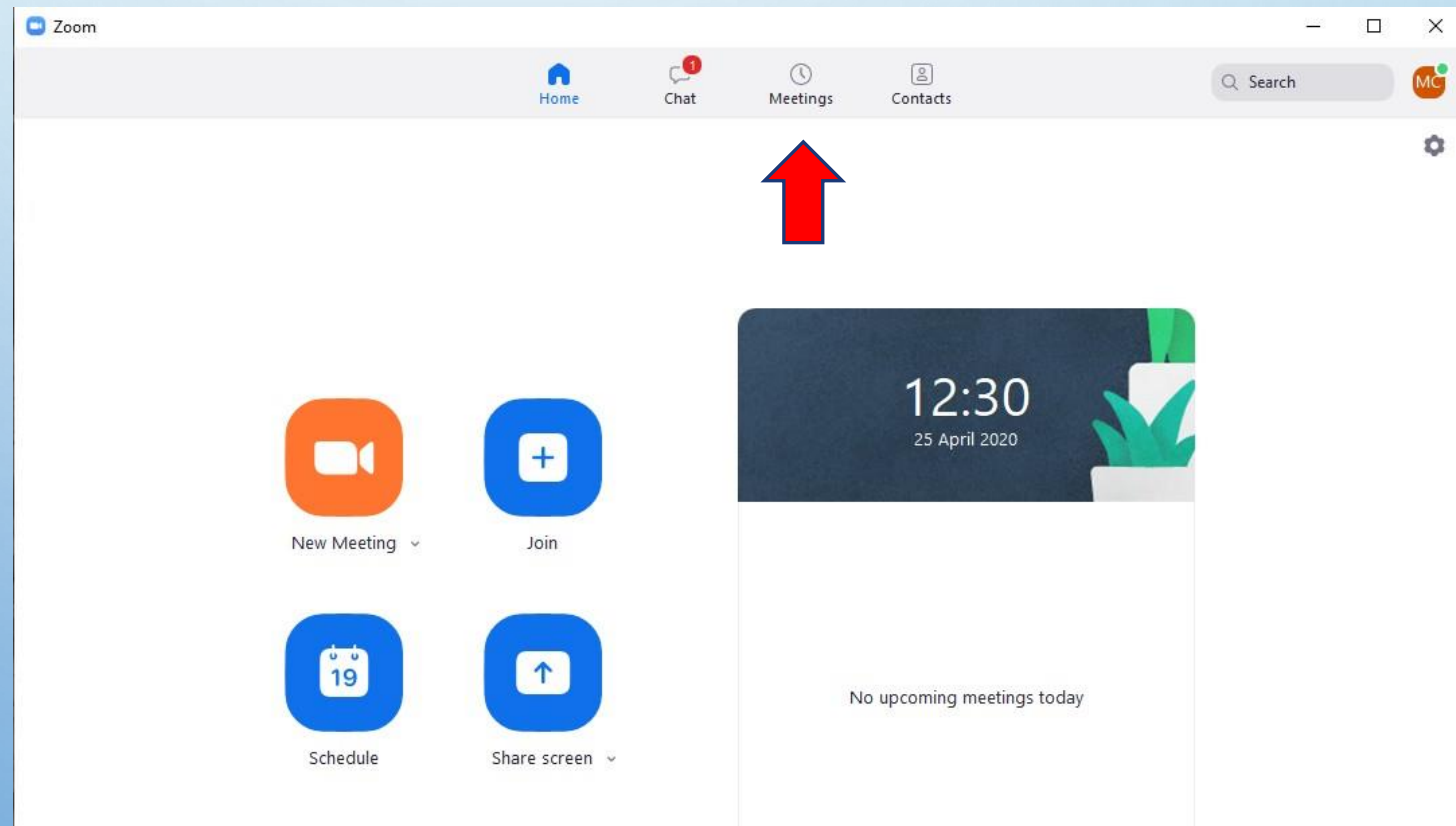 Zoom
1
Home
Chat
Meetings
Contacts
Search
MC
12:30
25 April 2020
New Meeting
Join
19
Schedule
Share screen
No upcoming meetings today